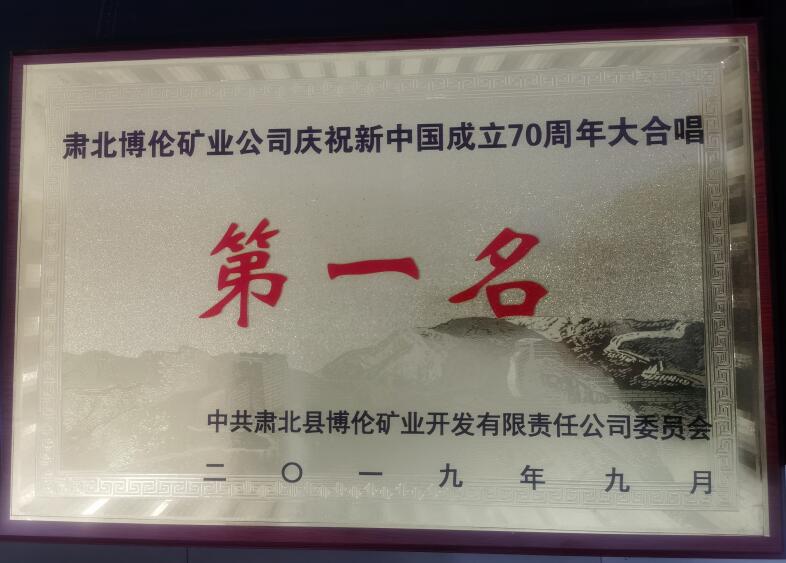 肃北博伦矿业公司庆祝新中国成立70周年大合唱
第一名
中共肃北县博伦矿业开发有限责任公司委员会
二〇一九年九月